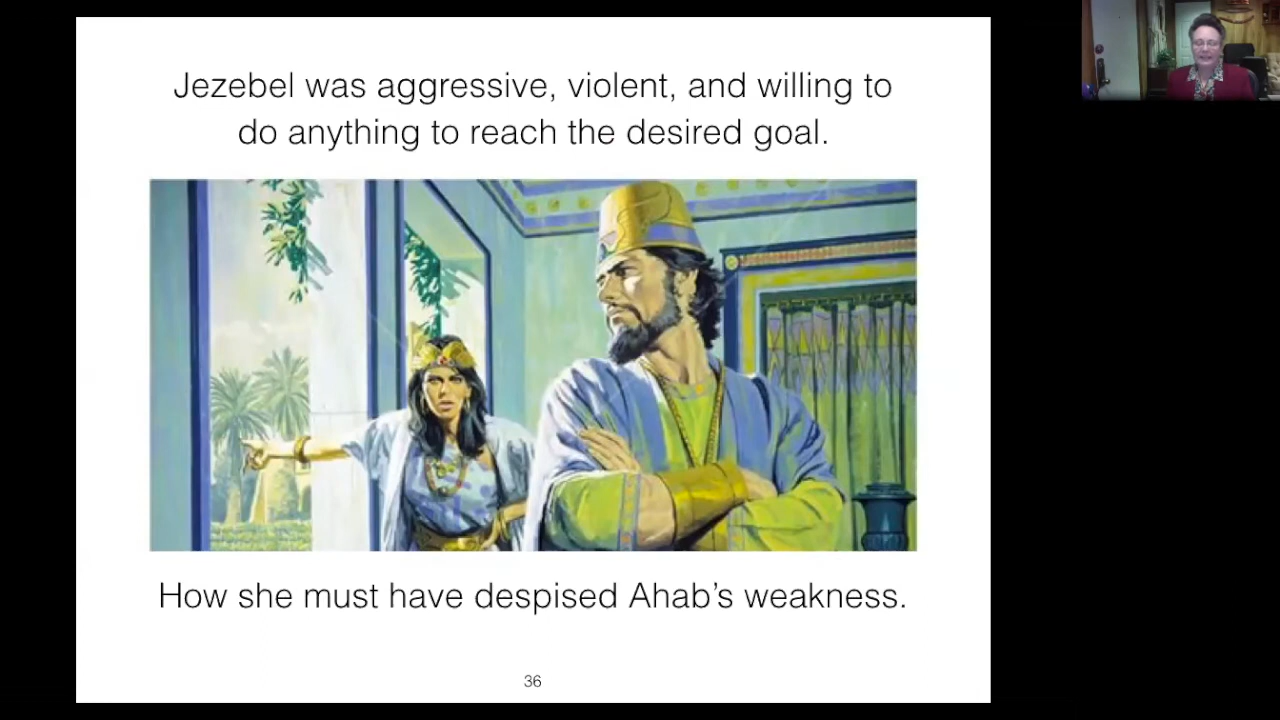 Jezebel was aggressive, violent, and willing to
do anything to reach the desired goal.
How she must have despised Ahab’s weakness.
36